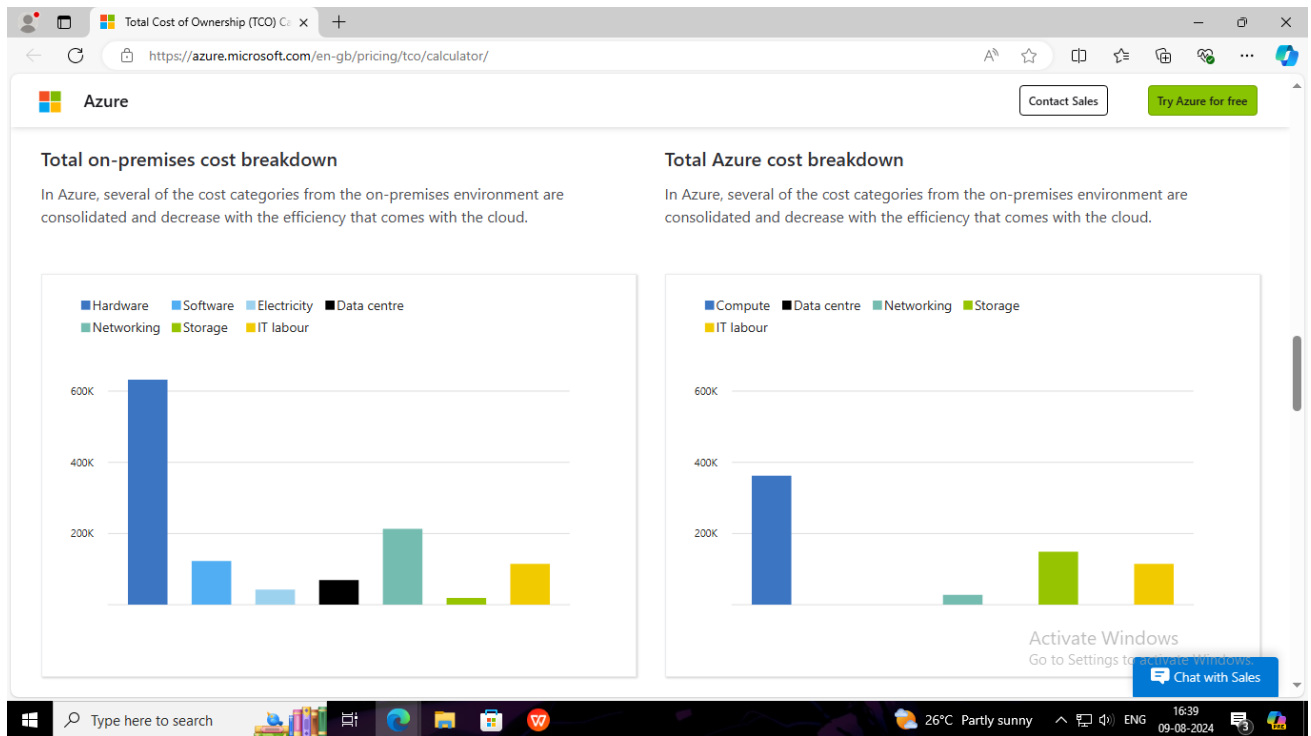 Total Cost of Ownership (TCO) Ca
https://azure.microsoft.com/en-gb/pricing/tco/calculator/
Azure
Contact Sales
Try Azure for free
Total on-premises cost breakdown
In Azure, several of the cost categories from the on-premises environment are
consolidated and decrease with the efficiency that comes with the cloud.
Hardware Software Electricity Data centre
Networking Storage IT labour
600K
400K
200K
Total Azure cost breakdown
In Azure, several of the cost categories from the on-premises environment are
consolidated and decrease with the efficiency that comes with the cloud.
Compute Data centre Networking Storage
IT labour
600K
400K
200K
Activate Windows
Go to Settings to activate Windows.
Chat with Sales
Type here to search
26°C Partly sunny
ENG
16:39
09-08-2024
3